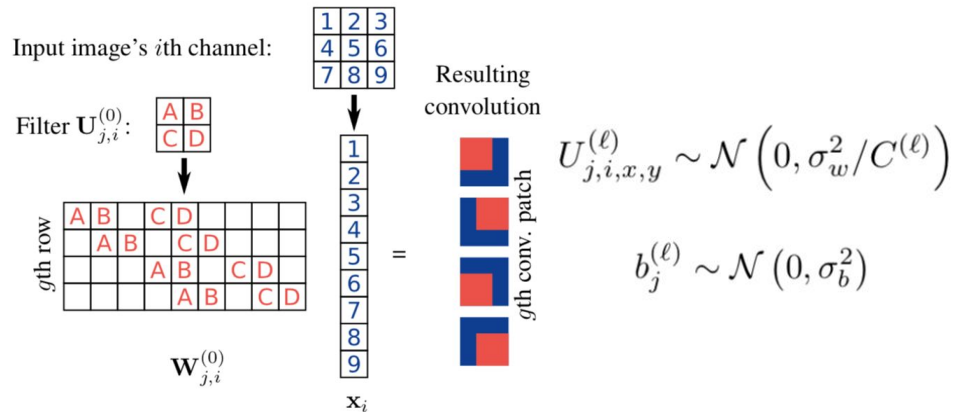 Input image's ith channel:
1 2 3
4 5 6
7 8 9
Filter U_{j,i}^{(0)}:
A B
C D
gth row
A B C D
A B C D
A B C D
A B C D
W_{j,i}^{(0)}
1
2
3
4
5
6
7
8
9
x_i
=
Resulting
convolution
gth conv. patch
U_{j,i,x,y}^{(ℓ)} ∼ N(0, σ_w^2/C^{(ℓ)})
b_j^{(ℓ)} ∼ N(0, σ_b^2)